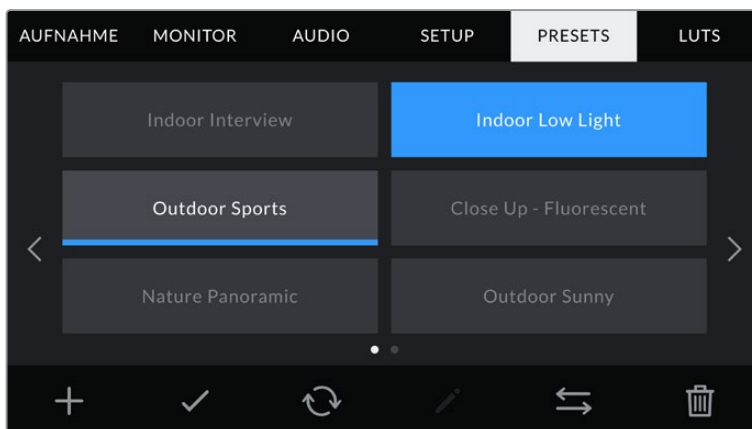 AUFNAHME MONITOR AUDIO SETUP PRESETS LUTS
Indoor Interview Indoor Low Light
Outdoor Sports Close Up - Fluorescent
Nature Panoramic Outdoor Sunny